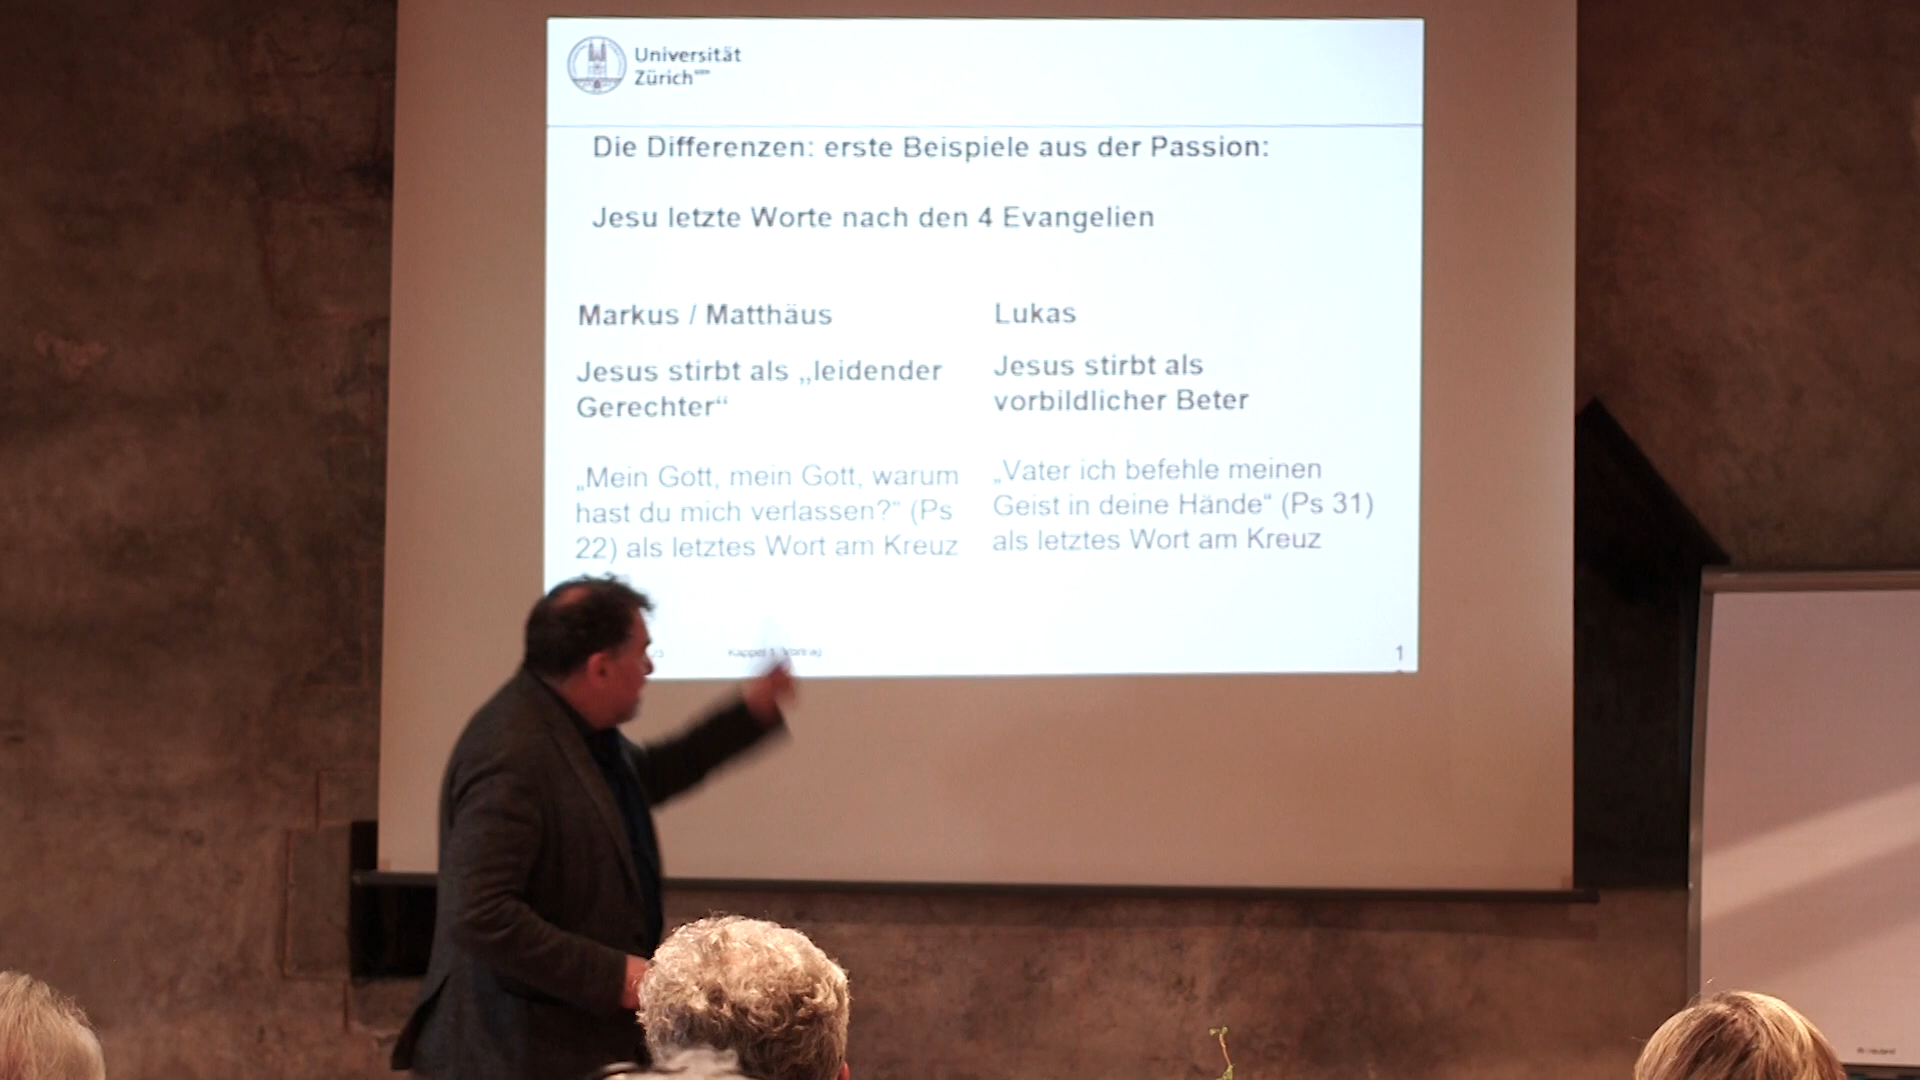 Universität
Zürich
Die Differenzen: erste Beispiele aus der Passion:
Jesu letzte Worte nach den 4 Evangelien
Markus / Matthäus
Jesus stirbt als „leidender
Gerechter“
„Mein Gott, mein Gott, warum
hast du mich verlassen?“ (Ps
22) als letztes Wort am Kreuz
Lukas
Jesus stirbt als
vorbildlicher Beter
„Vater ich befehle meinen
Geist in deine Hände“ (Ps 31)
als letztes Wort am Kreuz
Kappel 1. Vortrag
1